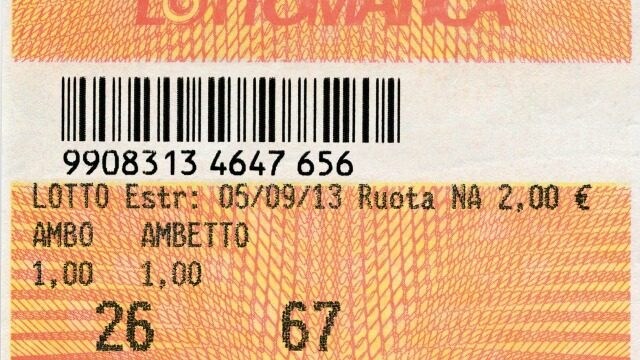 LOTTOMATICA
9908313 4647 656
LOTTO Estr: 05/09/13 Ruota NA 2,00 €
AMBO AMBETTO
1,00 1,00
26 67